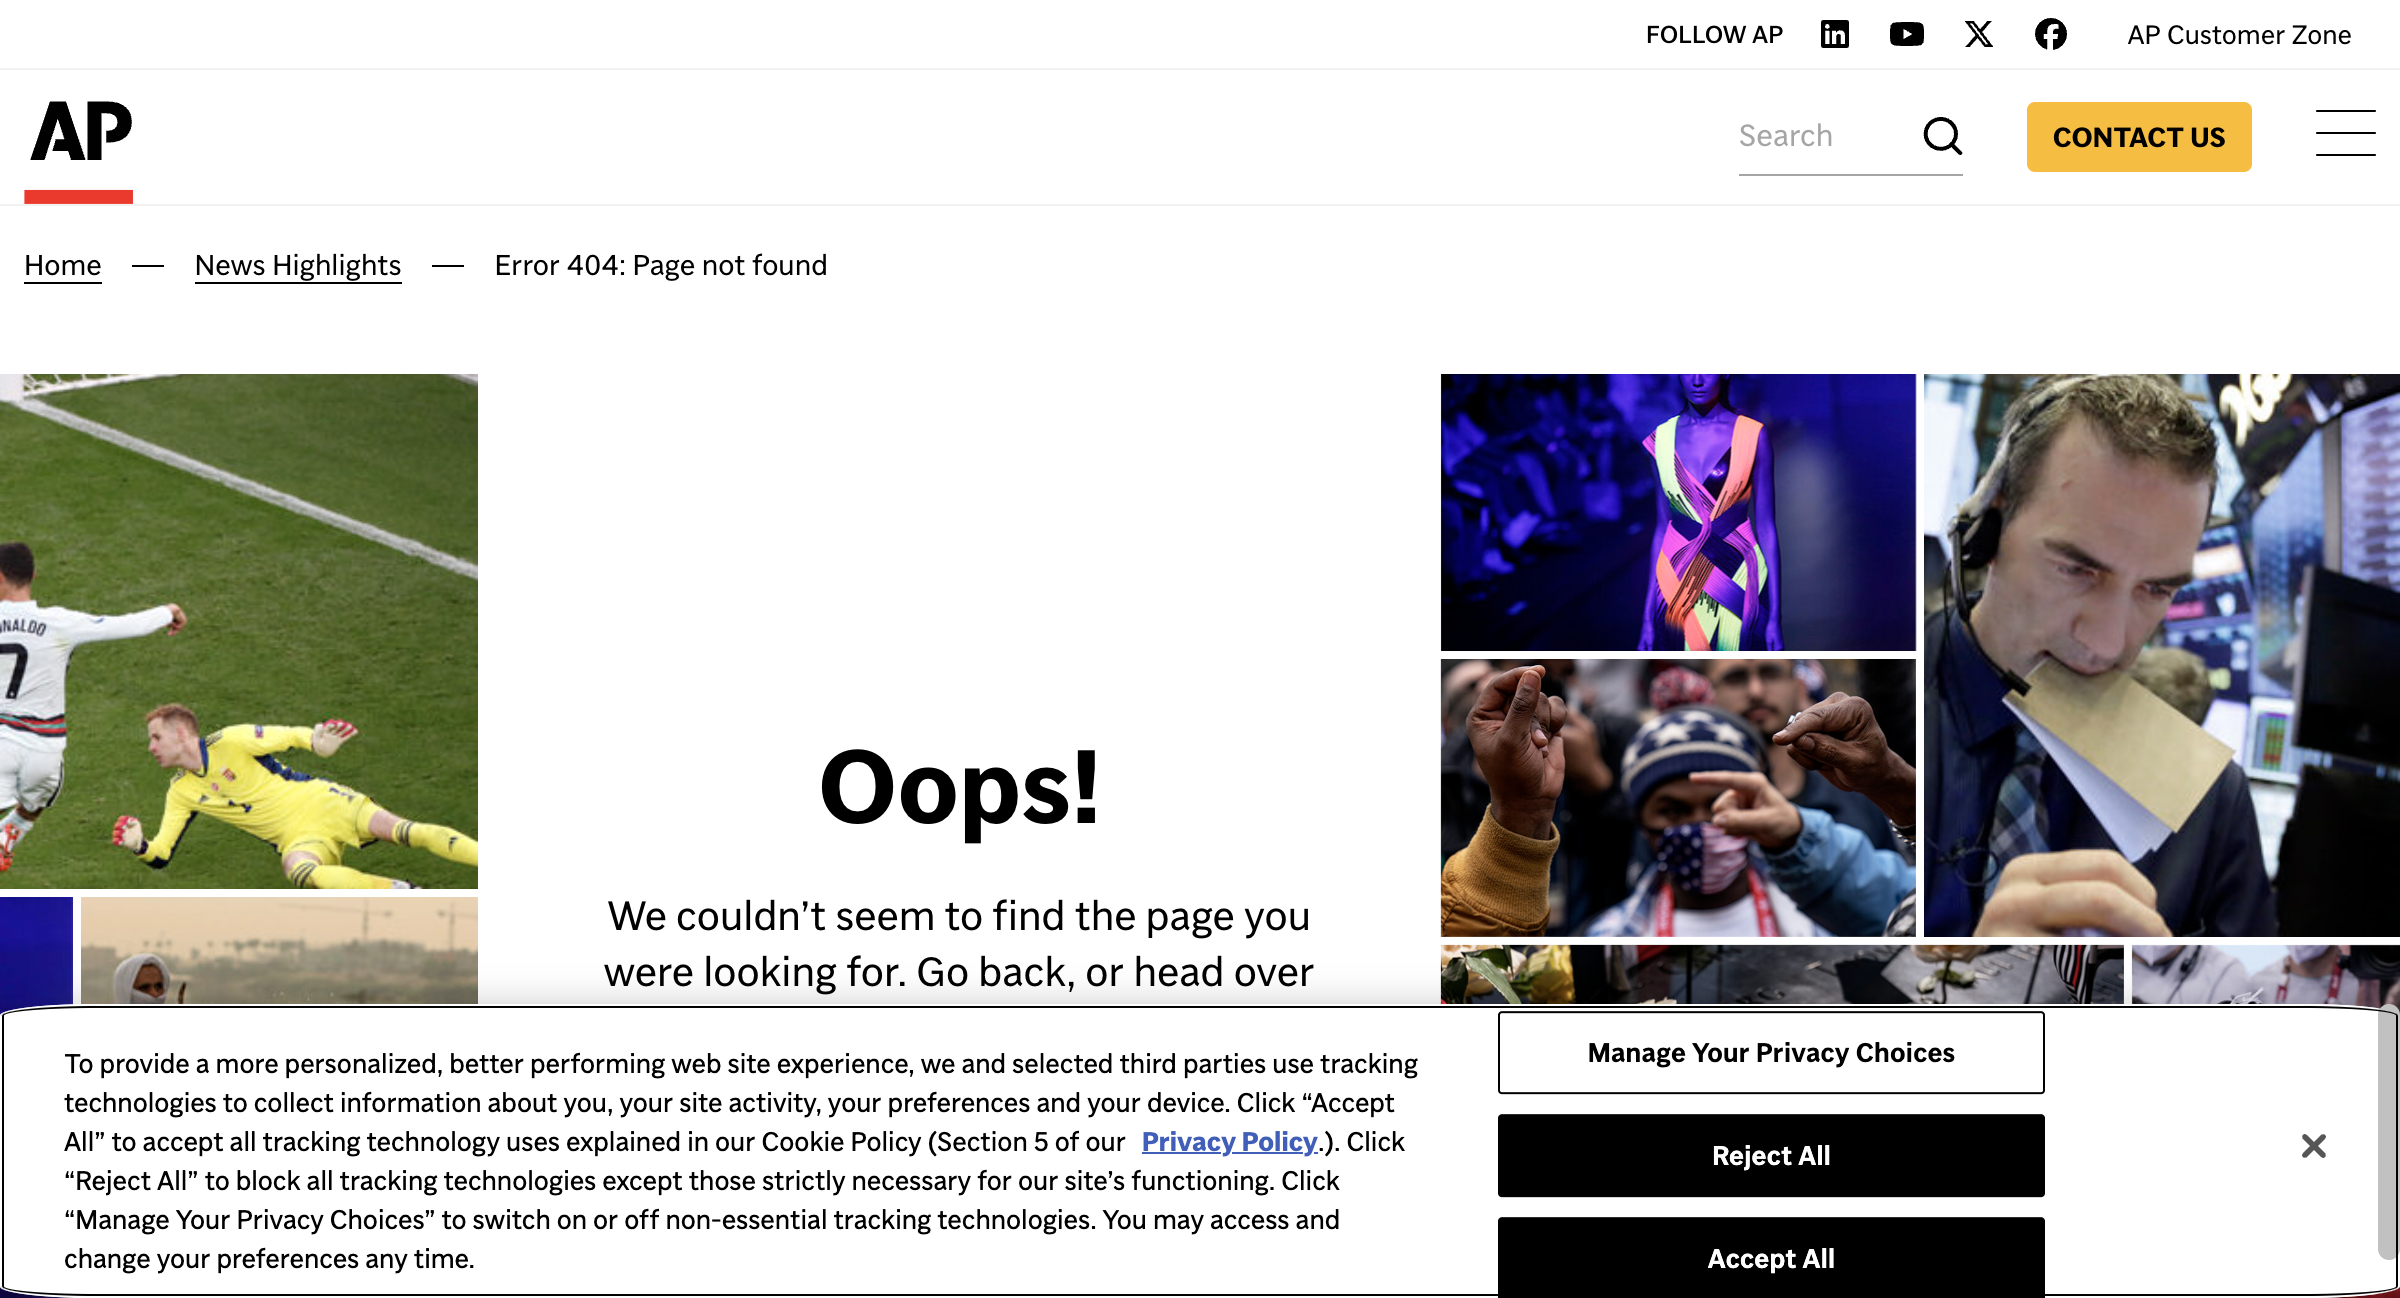 FOLLOW AP
AP Customer Zone
AP
Search
CONTACT US
Home — News Highlights — Error 404: Page not found
NALDO
7
Oops!
We couldn’t seem to find the page you
were looking for. Go back, or head over
To provide a more personalized, better performing web site experience, we and selected third parties use tracking
technologies to collect information about you, your site activity, your preferences and your device. Click “Accept
All” to accept all tracking technology uses explained in our Cookie Policy (Section 5 of our Privacy Policy.). Click
“Reject All” to block all tracking technologies except those strictly necessary for our site’s functioning. Click
“Manage Your Privacy Choices” to switch on or off non-essential tracking technologies. You may access and
change your preferences any time.
Manage Your Privacy Choices
Reject All
Accept All